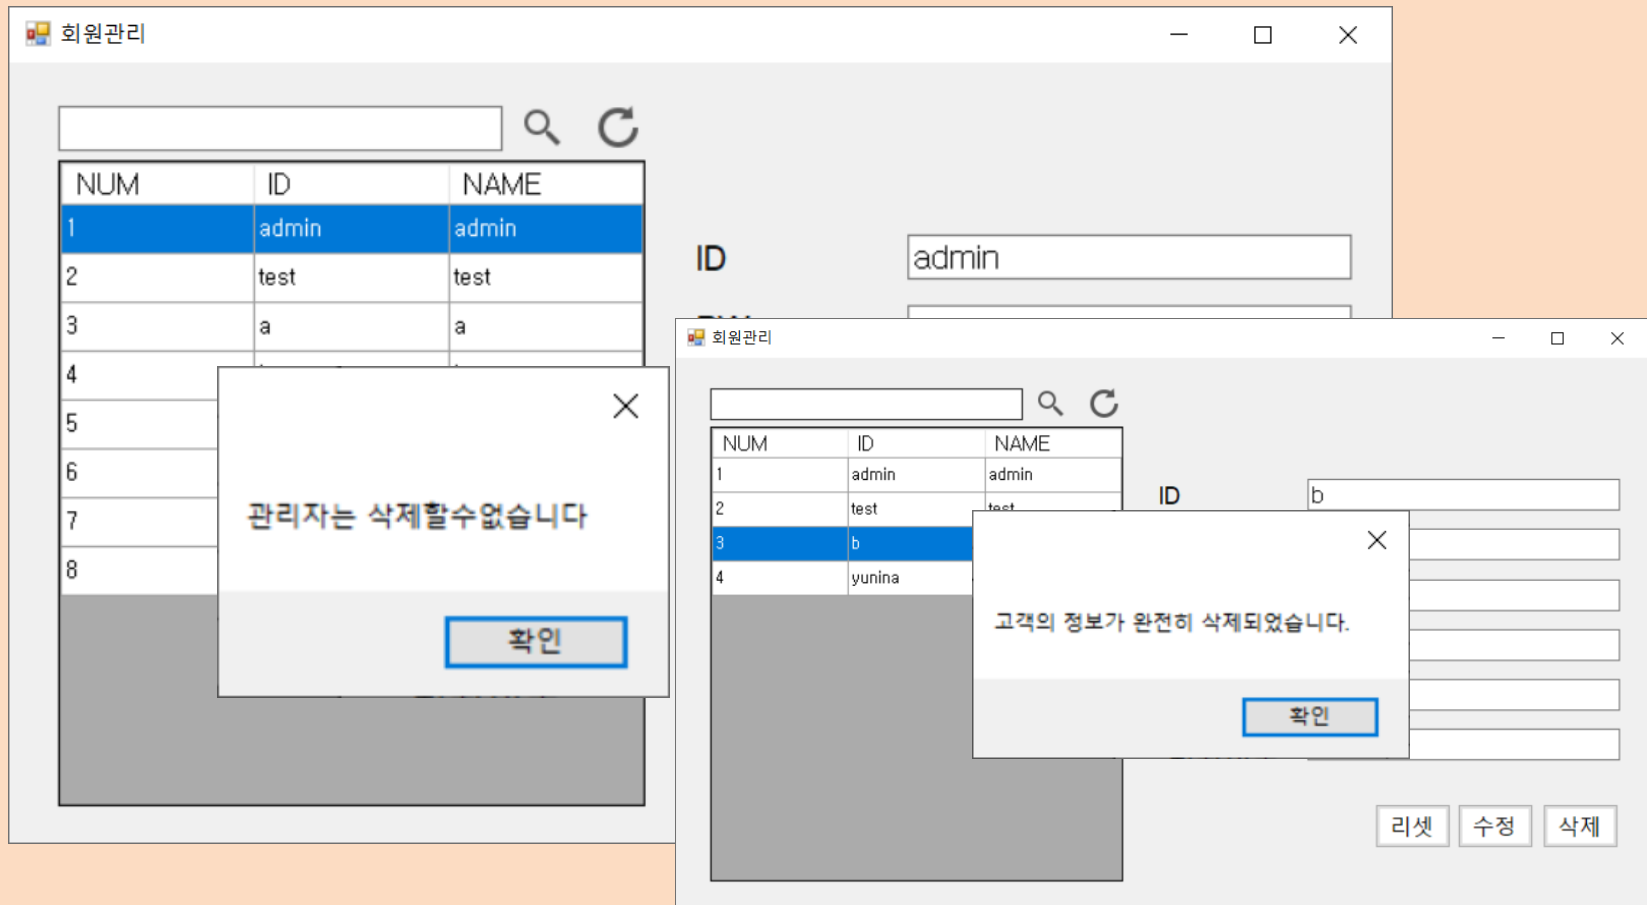 회원관리
NUM ID NAME
1 admin admin
2 test test
3 a a
4
5
6
7
8
ID admin
관리자는 삭제할수없습니다
확인
회원관리
NUM ID NAME
1 admin admin
2 test test
3 b
4 yunina
ID b
고객의 정보가 완전히 삭제되었습니다.
확인
리셋 수정 삭제